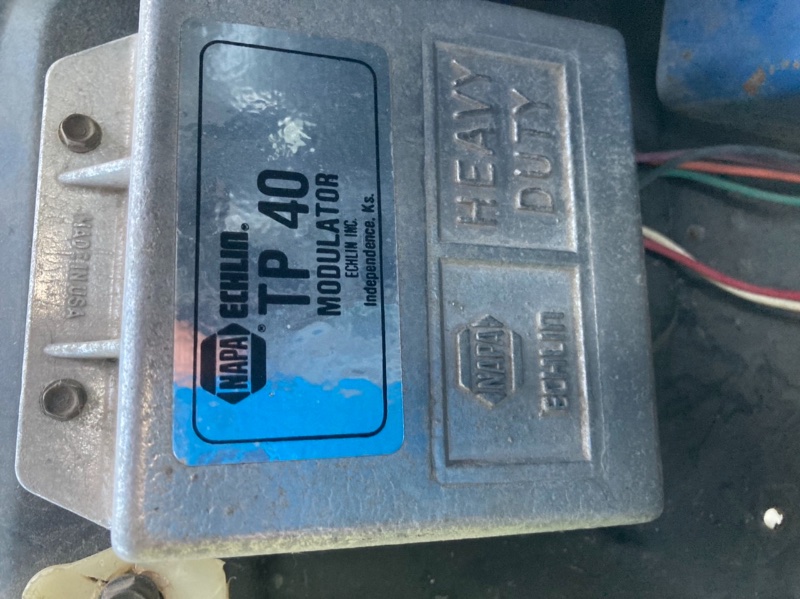 NAPA ECHLIN®
®
TP 40
MODULATOR
ECHLIN INC.
Independence, Ks.
HEAVY
DUTY
NAPA
ECHLIN
MADE IN USA